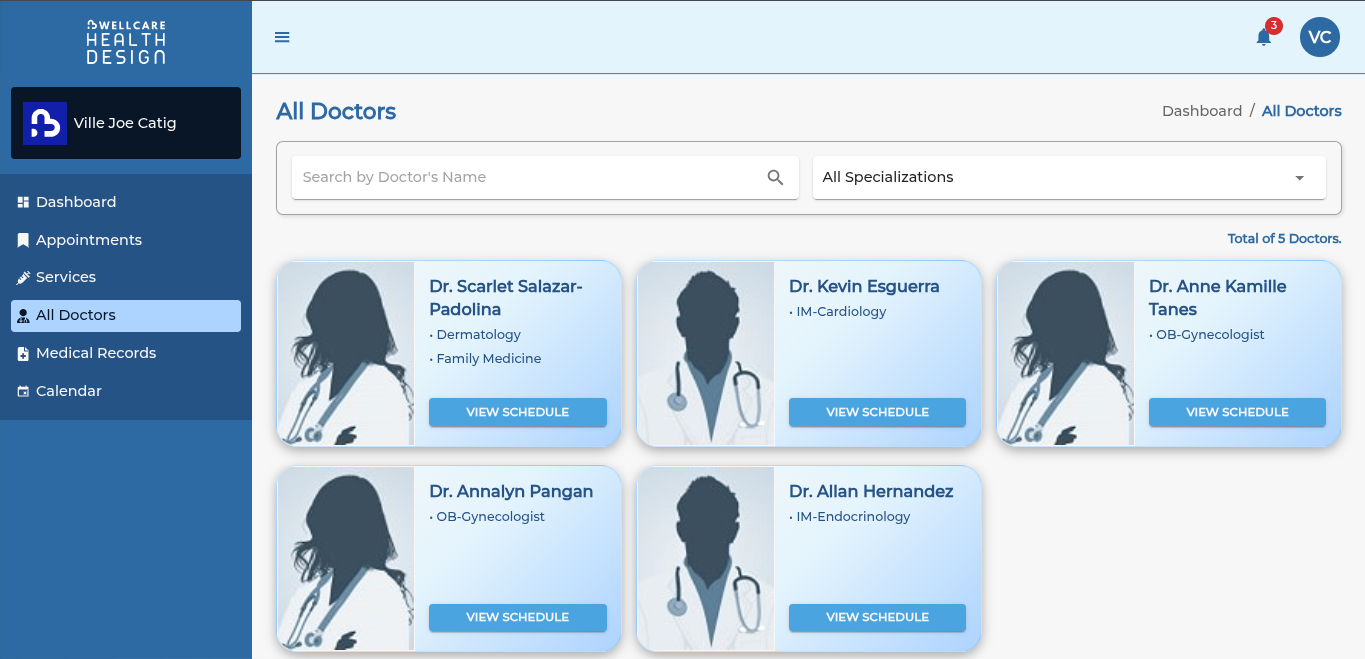 WELLCARE
HEALTH
DESIGN
3
VC
Ville Joe Catig
Dashboard
Appointments
Services
All Doctors
Medical Records
Calendar
All Doctors
Dashboard / All Doctors
Search by Doctor's Name
All Specializations
Total of 5 Doctors.
Dr. Scarlet Salazar-
Padolina
• Dermatology
• Family Medicine
VIEW SCHEDULE
Dr. Kevin Esguerra
• IM-Cardiology
VIEW SCHEDULE
Dr. Anne Kamille
Tanes
• OB-Gynecologist
VIEW SCHEDULE
Dr. Annalyn Pangan
• OB-Gynecologist
VIEW SCHEDULE
Dr. Allan Hernandez
• IM-Endocrinology
VIEW SCHEDULE